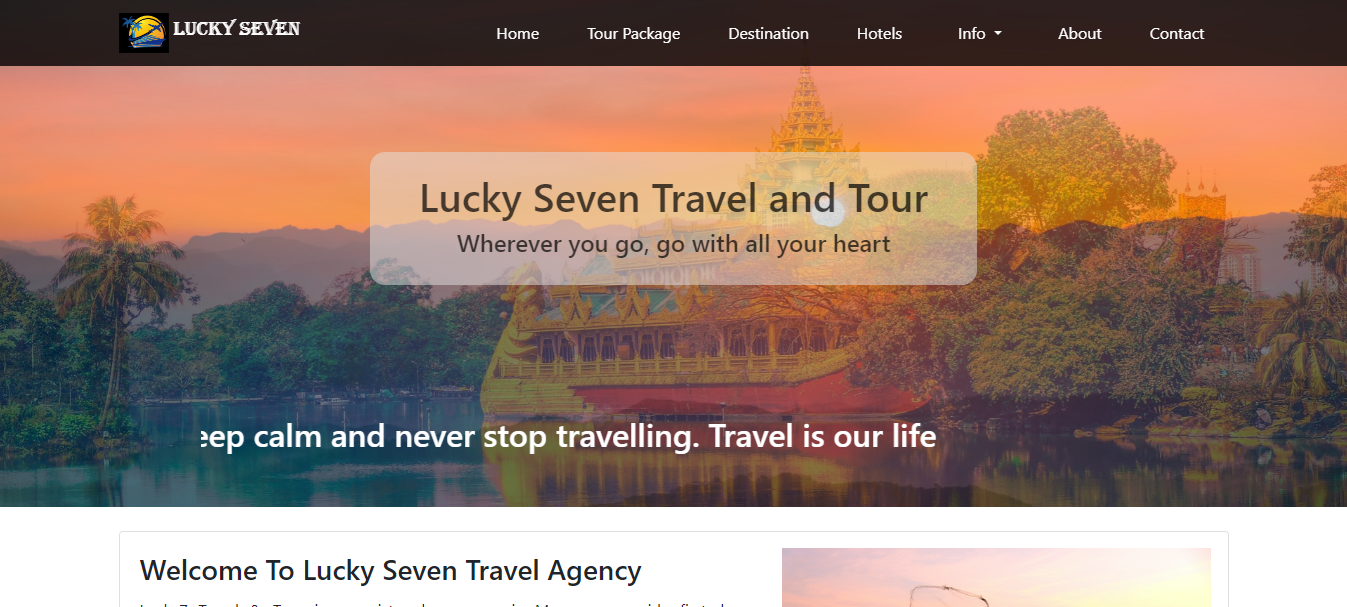 LUCKY SEVEN
Home Tour Package Destination Hotels Info About Contact
Lucky Seven Travel and Tour
Wherever you go, go with all your heart
eep calm and never stop travelling. Travel is our life
Welcome To Lucky Seven Travel Agency